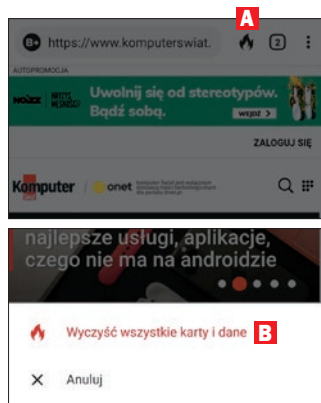 A
B+ https://www.komputerswiat. 2
AUTOPROMOCJA
NOIZZ Uwolnij się od stereotypów.
Bądź sobą. WEJDŹ >
ZALOGUJ SIĘ
Komputer onet
najlepsze usługi, aplikacje,
czego nie ma na androidzie
Wyczyść wszystkie karty i dane B
Anuluj